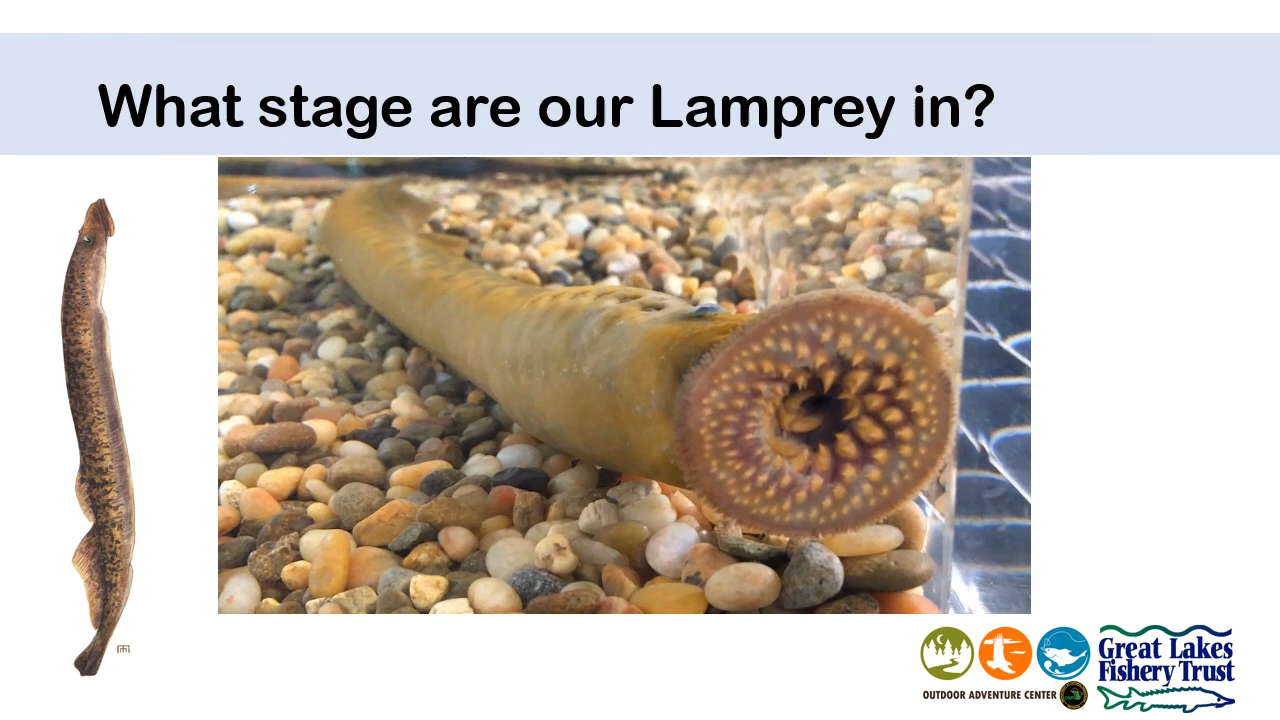 What stage are our Lamprey in?
Great Lakes
Fishery Trust
OUTDOOR ADVENTURE CENTER